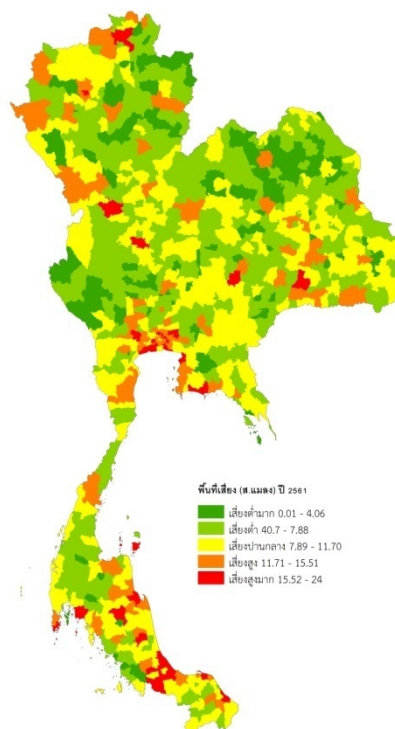 พื้นที่เสี่ยง (ส.แมลง) ปี 2561
เสี่ยงต่ำมาก 0.01 - 4.06
เสี่ยงต่ำ 40.7 - 7.88
เสี่ยงปานกลาง 7.89 - 11.70
เสี่ยงสูง 11.71 - 15.51
เสี่ยงสูงมาก 15.52 - 24